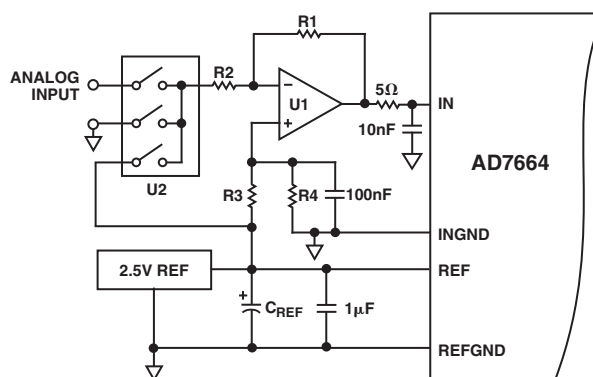 R1
R2
ANALOG
INPUT
−
U1
+
5Ω
IN
10nF
AD7664
U2
R3
R4
100nF
INGND
2.5V REF
REF
+
CREF
1μF
REFGND